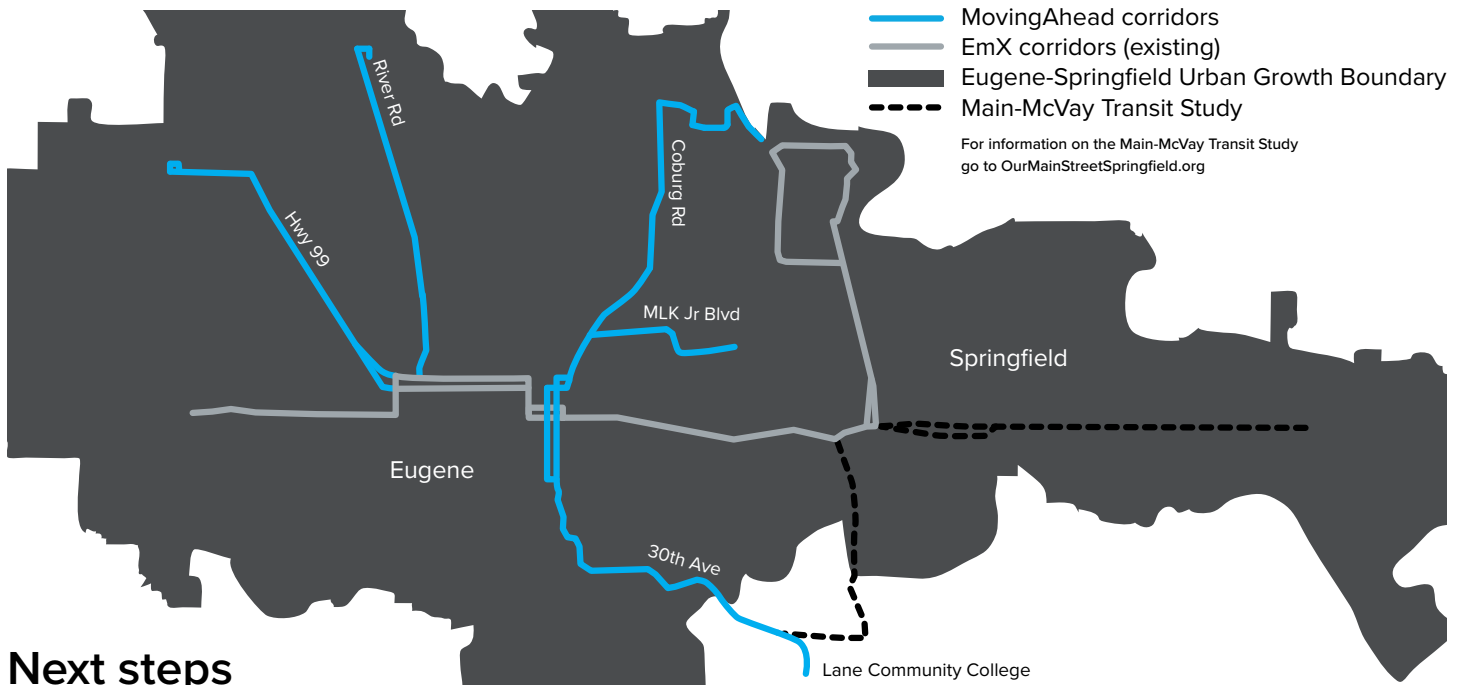 MovingAhead corridors
EmX corridors (existing)
Eugene-Springfield Urban Growth Boundary
Main-McVay Transit Study
For information on the Main-McVay Transit Study
go to OurMainStreetSpringfield.org
River Rd
Coburg Rd
Hwy 99
MLK Jr Blvd
Springfield
Eugene
30th Ave
Lane Community College
Next steps